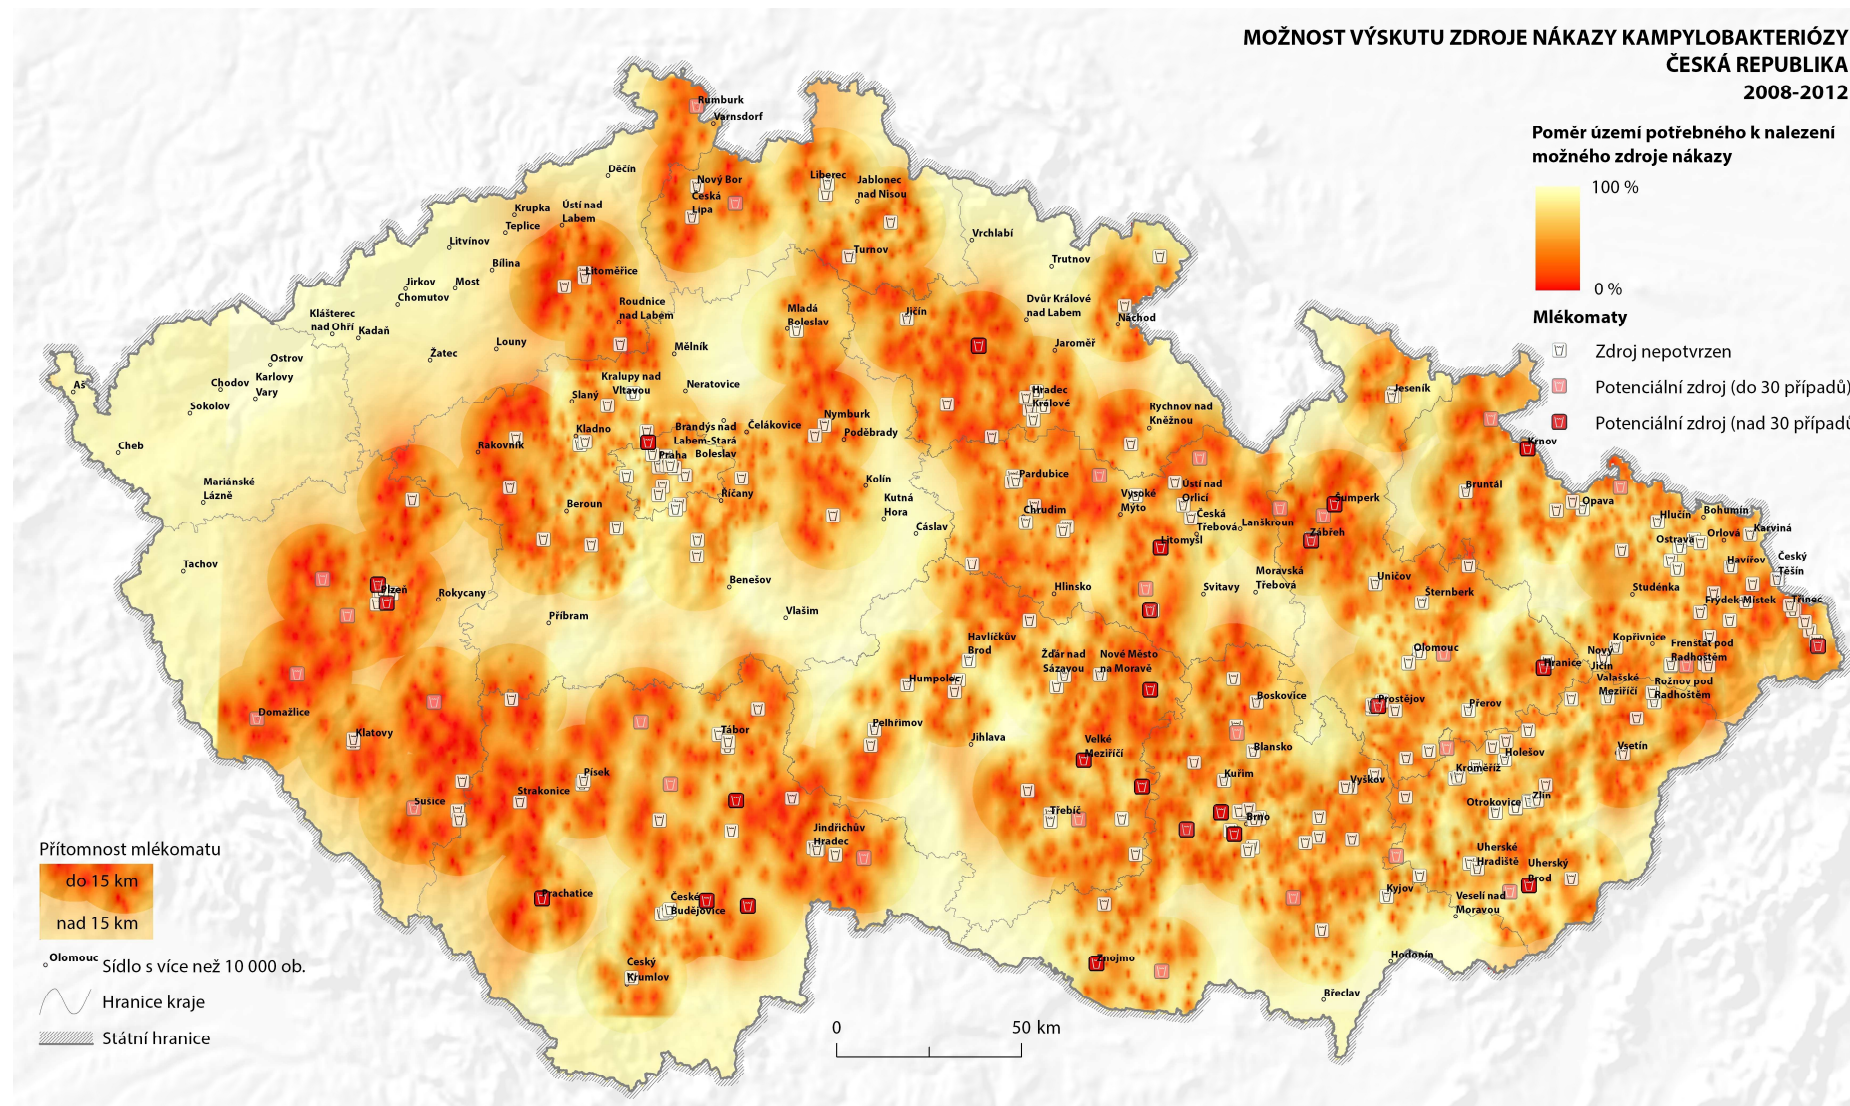 MOŽNOST VÝSKUTU ZDROJE NÁKAZY KAMPYLOBAKTERIÓZY
ČESKÁ REPUBLIKA
2008-2012
Poměr území potřebného k nalezení
možného zdroje nákazy
100 %
0 %
Mlékomaty
Zdroj nepotvrzen
Potenciální zdroj (do 30 případů)
Potenciální zdroj (nad 30 případů
Rumburk
Varnsdorf
Děčín
Nový Bor
Česká
Lípa
Liberec
Jablonec
nad Nisou
Krupka
Ústí nad
Labem
Teplice
Litvínov
Vrchlabí
Turnov
Trutnov
Bílina
Litoměřice
Jirkov
Most
Chomutov
Roudnice
nad Labem
Mladá
Boleslav
Jičín
Dvůr Králové
nad Labem
Náchod
Klášterec
nad Ohří
Kadaň
Louny
Mělník
Jaroměř
Žatec
Ostrov
Aš
Chodov
Karlovy
Vary
Kralupy nad
Vltavou
Neratovice
Slaný
Hradec
Králové
Jeseník
Sokolov
Rychnov nad
Kněžnou
Nymburk
Kladno
Brandýs nad
Labem-Stará
Boleslav
Čelákovice
Poděbrady
Cheb
Rakovník
Praha
Krnov
Mariánské
Lázně
Kolín
Pardubice
Bruntál
Říčany
Kutná
Hora
Beroun
Vysoké
Mýto
Ústí nad
Orlicí
Šumperk
Opava
Chrudim
Česká
Třebová
Lanškroun
Hlučín
Bohumín
Čáslav
Zábřeh
Orlová
Karviná
Litomyšl
Ostrava
Havířov
Český
Těšín
Tachov
Moravská
Třebová
Benešov
Hlinsko
Svitavy
Uničov
Šternberk
Studénka
Plzeň
Rokycany
Frýdek-Místek
Třinec
Vlašim
Příbram
Havlíčkův
Brod
Žďár nad
Sázavou
Nové Město
na Moravě
Olomouc
Kopřivnice
Nový
Jičín
Frenštát pod
Radhoštěm
Hranice
Humpolec
Valašské
Meziříčí
Rožnov pod
Radhoštěm
Boskovice
Prostějov
Přerov
Domažlice
Klatovy
Tábor
Pelhřimov
Jihlava
Velké
Meziříčí
Blansko
Holešov
Vsetín
Písek
Kuřim
Vyškov
Kroměříž
Sušice
Strakonice
Zlín
Otrokovice
Třebíč
Brno
Jindřichův
Hradec
Uherské
Hradiště
Uherský
Brod
Prachatice
České
Budějovice
Kyjov
Veselí nad
Moravou
Český
Krumlov
Znojmo
Hodonín
Břeclav
Přítomnost mlékomatu
do 15 km
nad 15 km
Olomouc
Sídlo s více než 10 000 ob.
Hranice kraje
Státní hranice
0
50 km